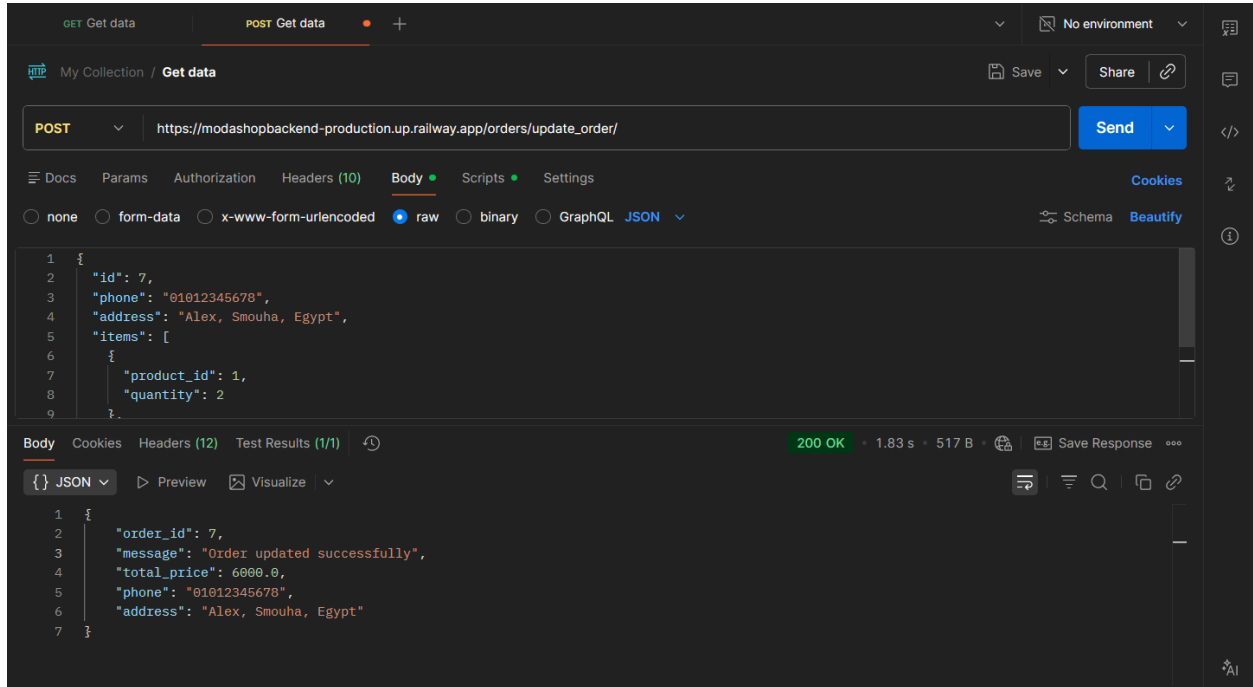 GET Get data POST Get data No environment
HTTP My Collection / Get data Save Share
POST https://modashopbackend-production.up.railway.app/orders/update_order/ Send
Docs Params Authorization Headers (10) Body Scripts Settings Cookies
none form-data x-www-form-urlencoded raw binary GraphQL JSON Schema Beautify
1 {
2 "id": 7,
3 "phone": "01012345678",
4 "address": "Alex, Smouha, Egypt",
5 "items": [
6 {
7 "product_id": 1,
8 "quantity": 2
9 },
Body Cookies Headers (12) Test Results (1/1) 200 OK 1.83 s 517 B e.g. Save Response
{} JSON Preview Visualize
1 {
2 "order_id": 7,
3 "message": "Order updated successfully",
4 "total_price": 6000.0,
5 "phone": "01012345678",
6 "address": "Alex, Smouha, Egypt"
7 }
AI